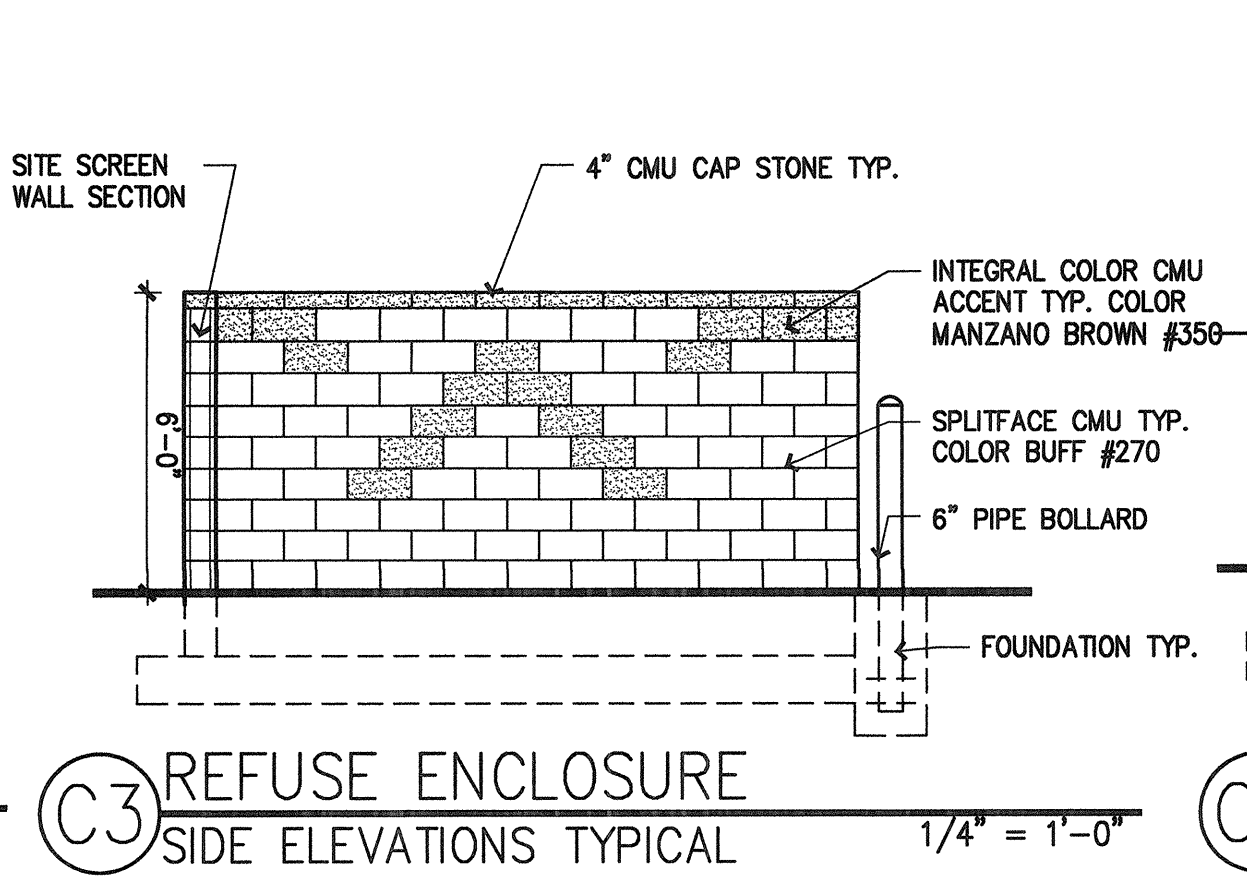 SITE SCREEN
WALL SECTION
4" CMU CAP STONE TYP.
INTEGRAL COLOR CMU
ACCENT TYP. COLOR
MANZANO BROWN #350
6'-0"
SPLITFACE CMU TYP.
COLOR BUFF #270
6" PIPE BOLLARD
FOUNDATION TYP.
C3
REFUSE ENCLOSURE
SIDE ELEVATIONS TYPICAL
1/4" = 1'-0"